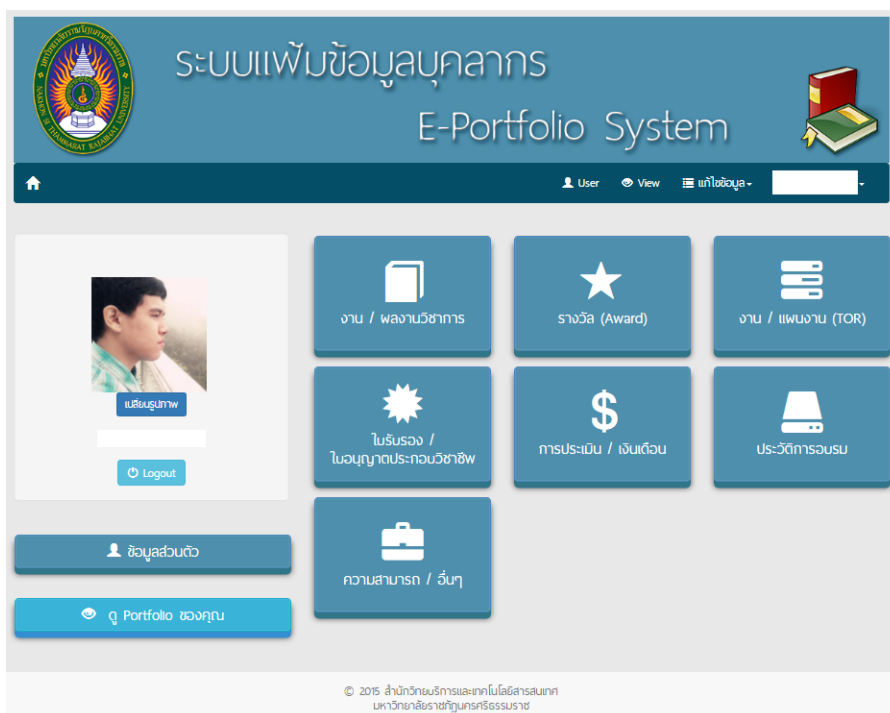 ระบบแฟ้มข้อมูลบุคลากร
E-Portfolio System
NAKHON SI THAMMARAT RAJABHAT UNIVERSITY
User View แก้ไขข้อมูล
งาน / ผลงานวิชาการ
รางวัล (Award)
งาน / แผนงาน (TOR)
เปลี่ยนรูปภาพ
Logout
ใบรับรอง /
ใบอนุญาตประกอบวิชาชีพ
การประเมิน / เงินเดือน
ประวัติการอบรม
ข้อมูลส่วนตัว
ดู Portfolio ของคุณ
ความสามารถ / อื่นๆ
© 2015 สำนักวิทยบริการและเทคโนโลยีสารสนเทศ
มหาวิทยาลัยราชภัฏนครศรีธรรมราช